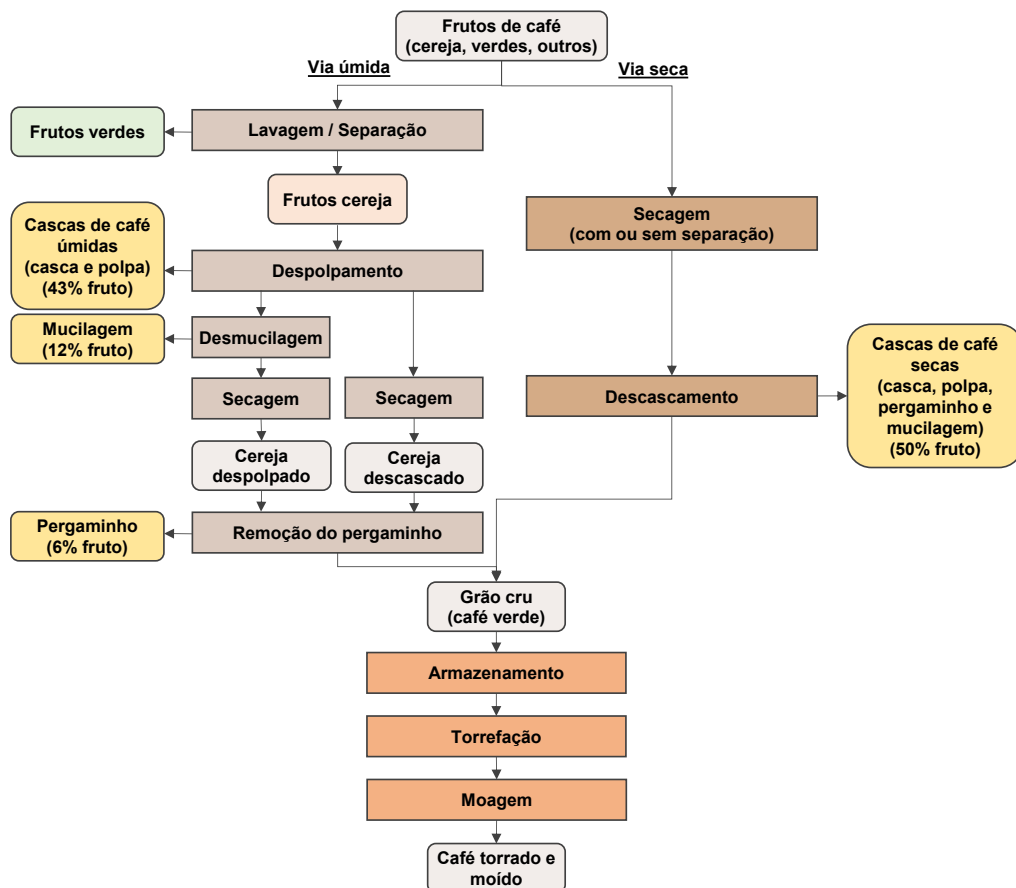 Frutos de café
(cereja, verdes, outros)
Via úmida
Via seca
Frutos verdes
Lavagem / Separação
Frutos cereja
Cascas de café
úmidas
(casca e polpa)
(43% fruto)
Despolpamento
Secagem
(com ou sem separação)
Mucilagem
(12% fruto)
Desmucilagem
Secagem
Secagem
Descascamento
Cascas de café
secas
(casca, polpa,
pergaminho e
mucilagem)
(50% fruto)
Cereja
despolpado
Cereja
descascado
Pergaminho
(6% fruto)
Remoção do pergaminho
Grão cru
(café verde)
Armazenamento
Torrefação
Moagem
Café torrado e
moído